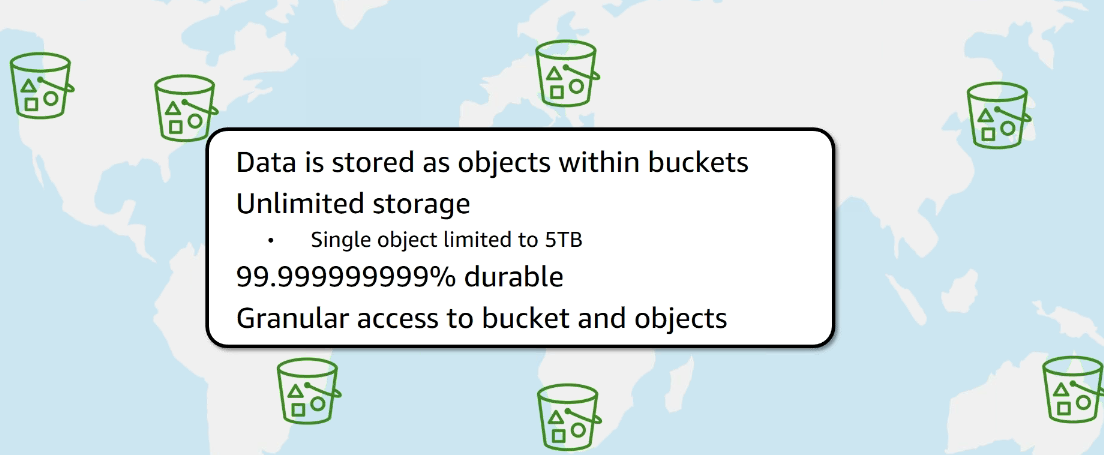 Data is stored as objects within buckets
Unlimited storage
• Single object limited to 5TB
99.999999999% durable
Granular access to bucket and objects